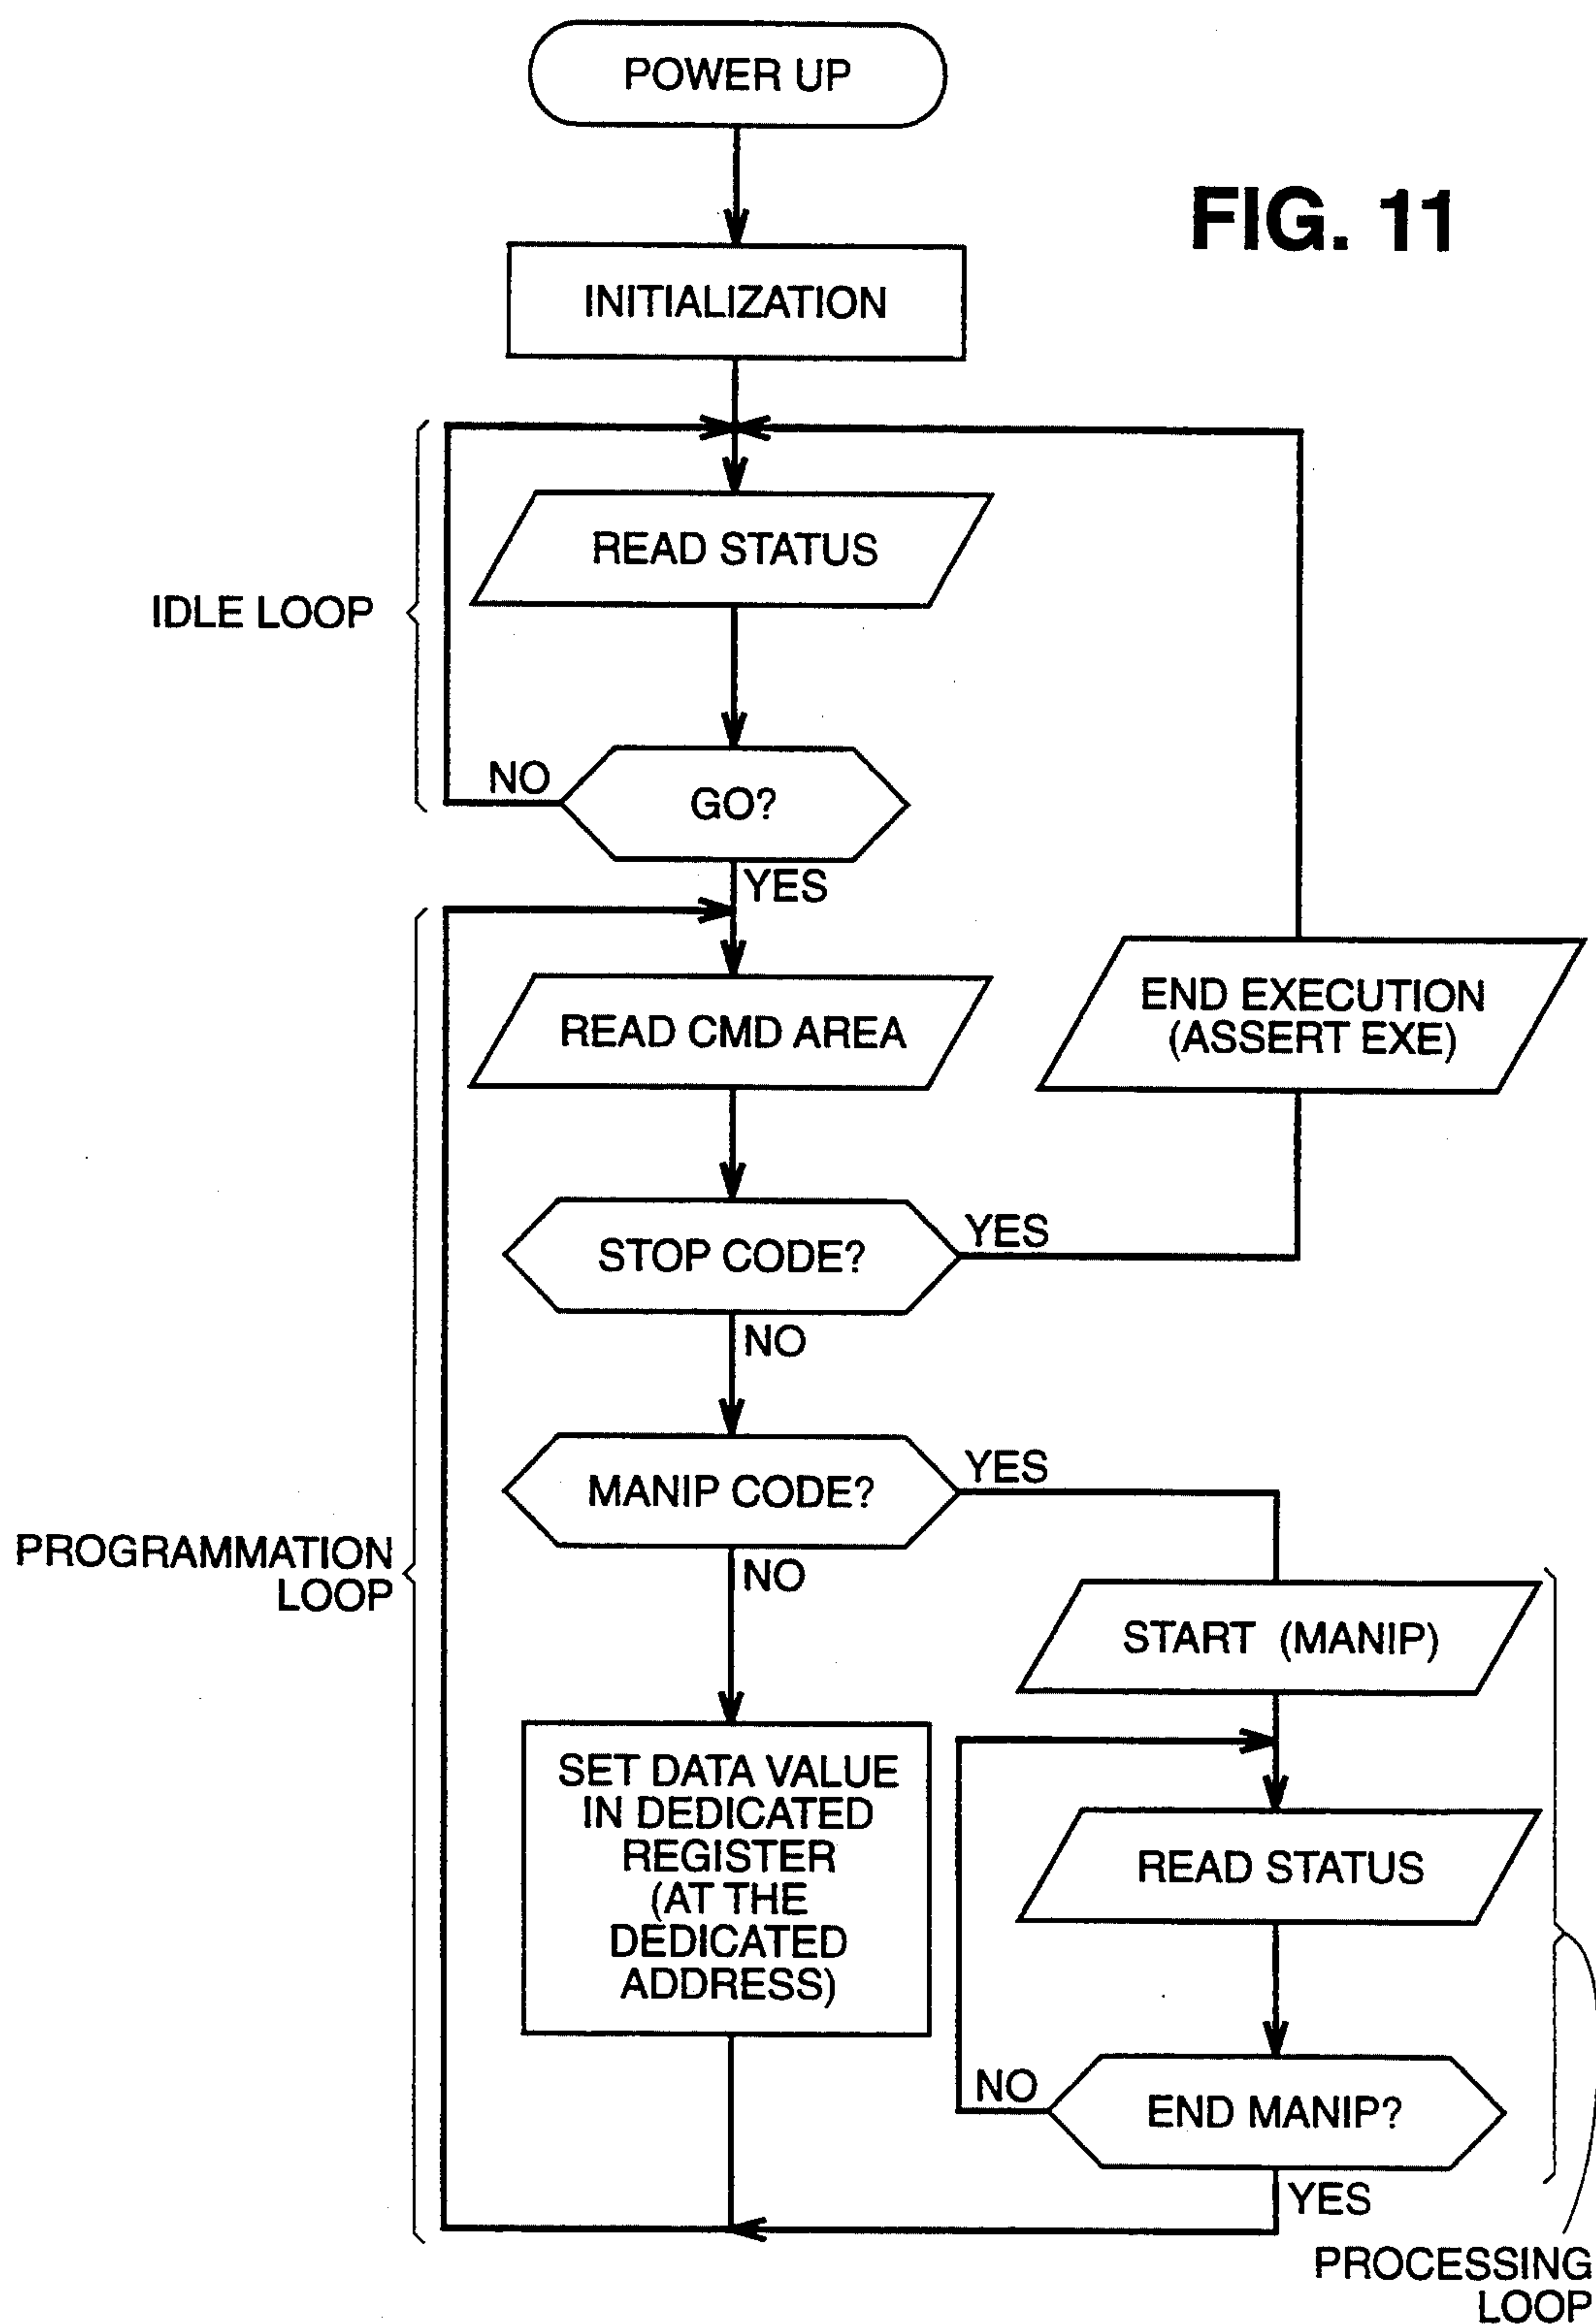 POWER UP
FIG. 11
INITIALIZATION
READ STATUS
IDLE LOOP
NO
GO?
YES
READ CMD AREA
END EXECUTION
(ASSERT EXE)
STOP CODE?
YES
NO
MANIP CODE?
YES
PROGRAMMATION
LOOP
NO
START (MANIP)
SET DATA VALUE
IN DEDICATED
REGISTER
(AT THE
DEDICATED
ADDRESS)
READ STATUS
NO
END MANIP?
YES
PROCESSING
LOOP